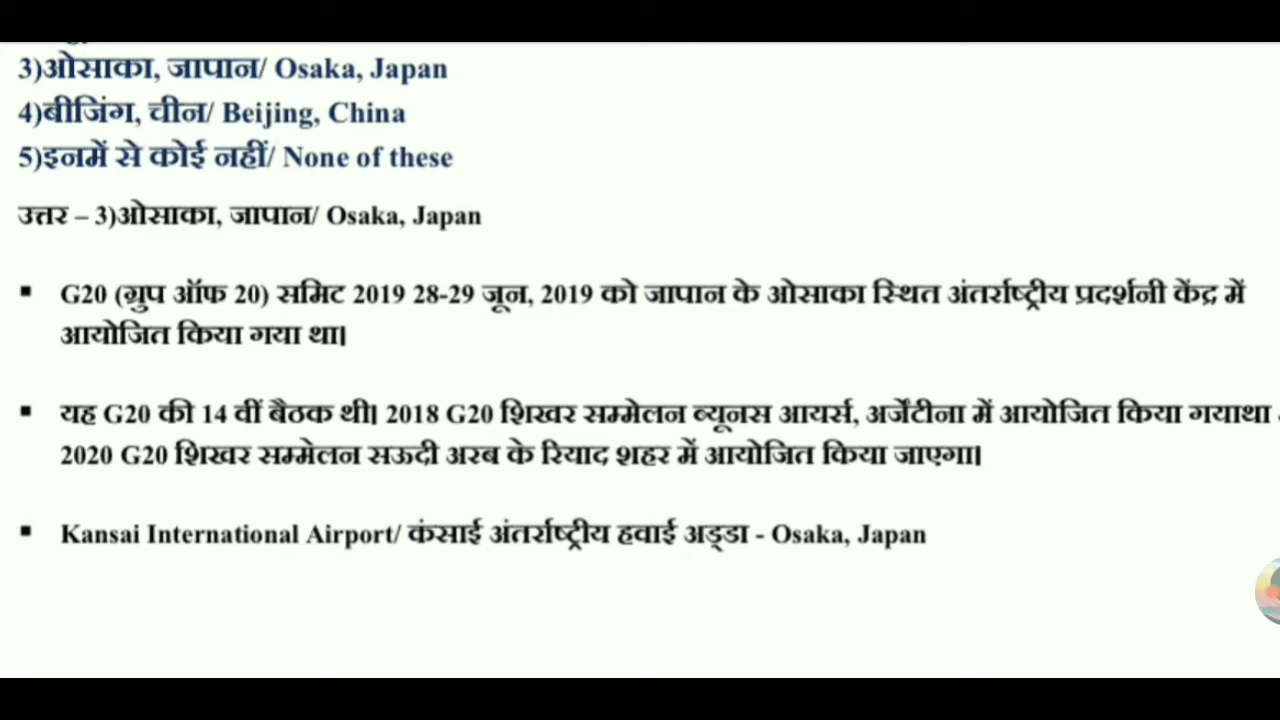 3)ओसाका, जापान/ Osaka, Japan
4)बीजिंग, चीन/ Beijing, China
5)इनमें से कोई नहीं/ None of these
उत्तर – 3)ओसाका, जापान/ Osaka, Japan
▪ G20 (ग्रुप ऑफ 20) समिट 2019 28-29 जून, 2019 को जापान के ओसाका स्थित अंतर्राष्ट्रीय प्रदर्शनी केंद्र में
आयोजित किया गया था।
▪ यह G20 की 14 वीं बैठक थी। 2018 G20 शिखर सम्मेलन ब्यूनस आयर्स, अर्जेंटीना में आयोजित किया गयाथा
2020 G20 शिखर सम्मेलन सऊदी अरब के रियाद शहर में आयोजित किया जाएगा।
▪ Kansai International Airport/ कंसाई अंतर्राष्ट्रीय हवाई अड्डा - Osaka, Japan